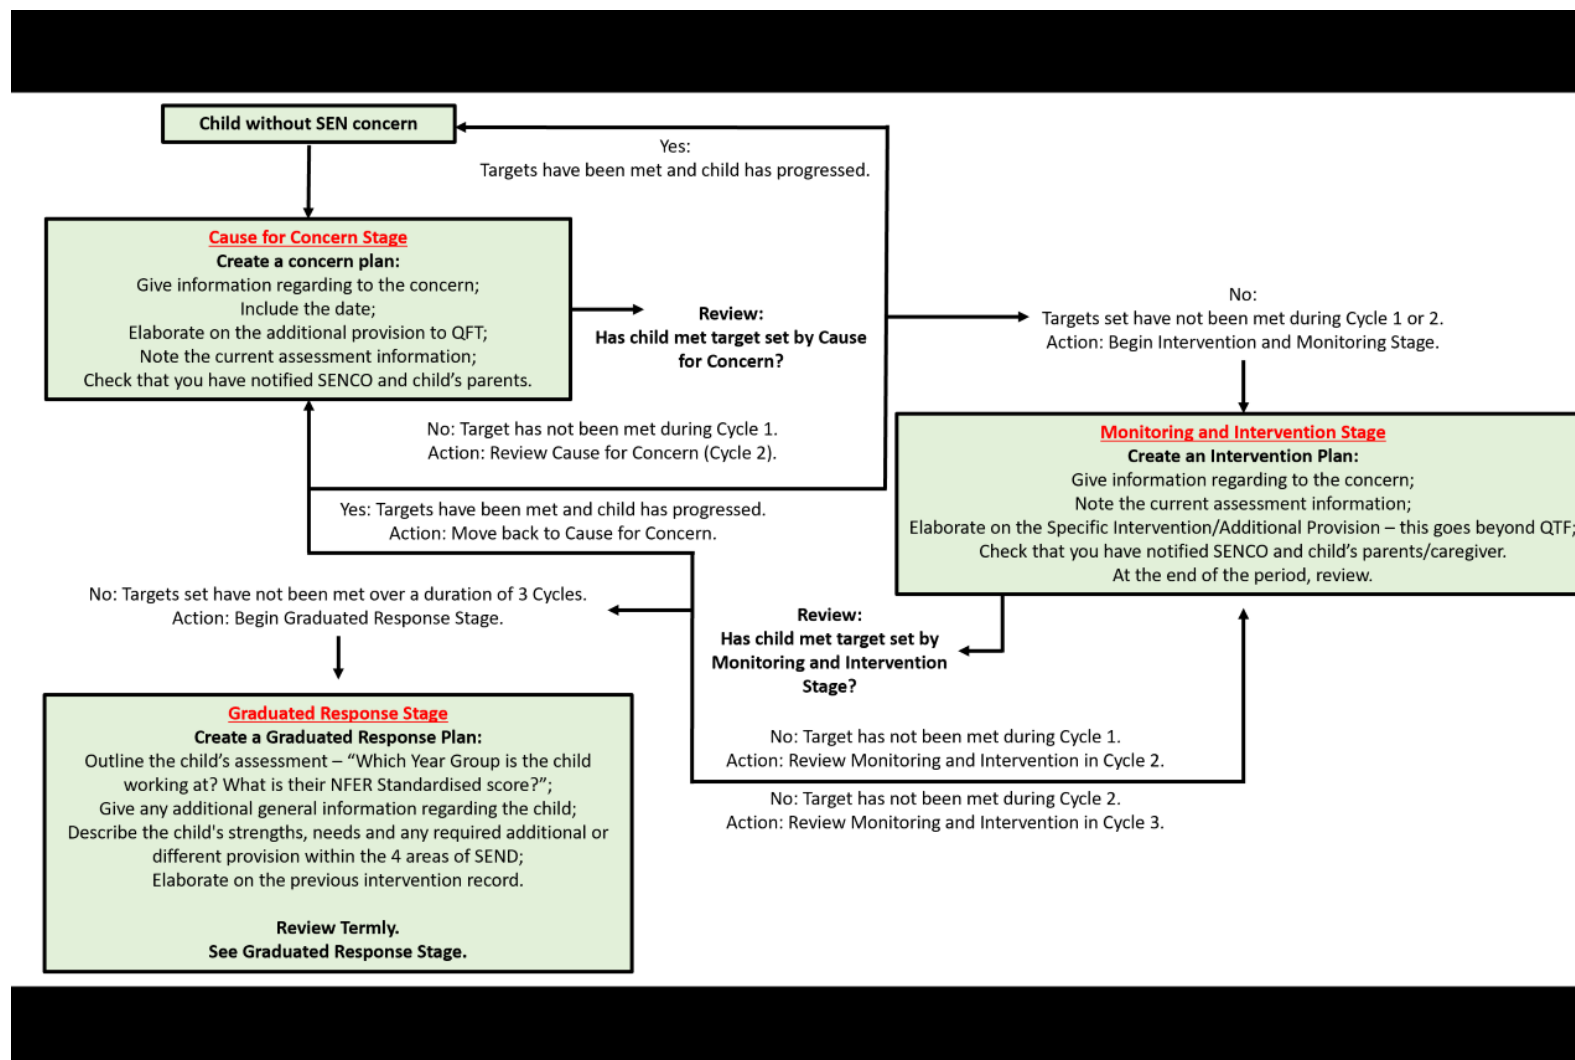 Child without SEN concern
Yes:
Targets have been met and child has progressed.
Cause for Concern Stage
Create a concern plan:
Give information regarding to the concern;
Include the date;
Elaborate on the additional provision to QFT;
Note the current assessment information;
Check that you have notified SENCO and child's parents.
Review:
Has child met target set by Cause
for Concern?
No:
Targets set have not been met during Cycle 1 or 2.
Action: Begin Intervention and Monitoring Stage.
No: Target has not been met during Cycle 1.
Action: Review Cause for Concern (Cycle 2).
Monitoring and Intervention Stage
Create an Intervention Plan:
Give information regarding to the concern;
Note the current assessment information;
Elaborate on the Specific Intervention/Additional Provision – this goes beyond QTF;
Check that you have notified SENCO and child's parents/caregiver.
At the end of the period, review.
Yes: Targets have been met and child has progressed.
Action: Move back to Cause for Concern.
No: Targets set have not been met over a duration of 3 Cycles.
Action: Begin Graduated Response Stage.
Review:
Has child met target set by
Monitoring and Intervention
Stage?
No: Target has not been met during Cycle 1.
Action: Review Monitoring and Intervention in Cycle 2.
No: Target has not been met during Cycle 2.
Action: Review Monitoring and Intervention in Cycle 3.
Graduated Response Stage
Create a Graduated Response Plan:
Outline the child's assessment – “Which Year Group is the child
working at? What is their NFER Standardised score?”;
Give any additional general information regarding the child;
Describe the child's strengths, needs and any required additional or
different provision within the 4 areas of SEND;
Elaborate on the previous intervention record.
Review Termly.
See Graduated Response Stage.